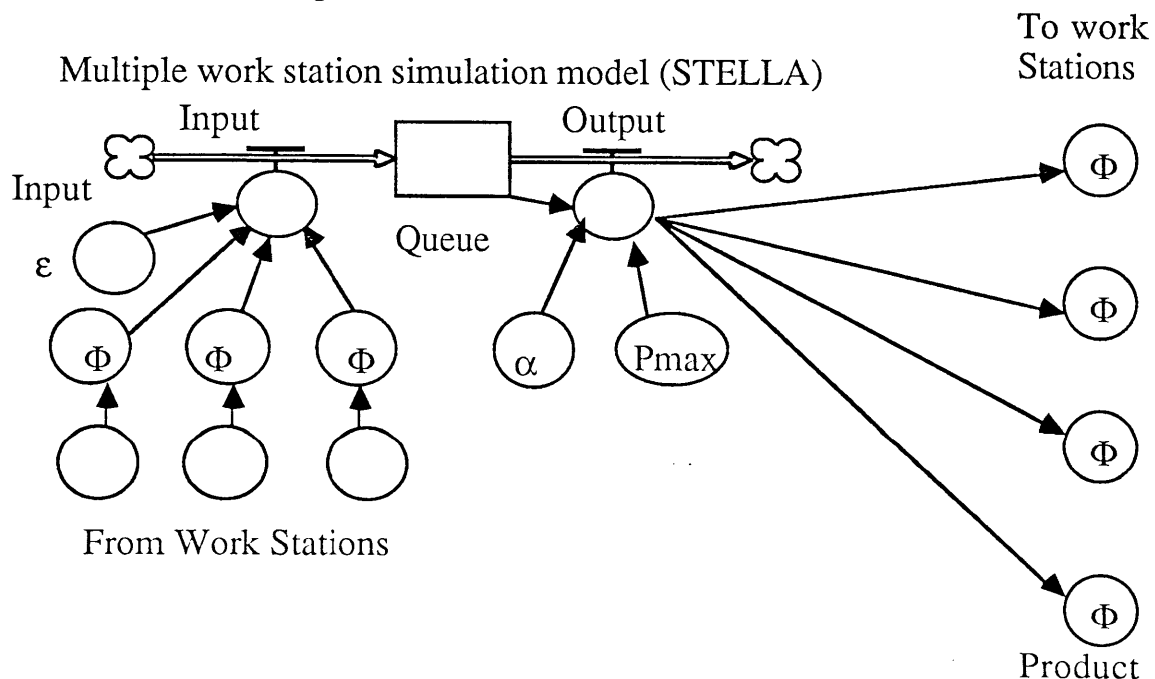 To work
Stations
Multiple work station simulation model (STELLA)
Input
Output
Φ
Input
Queue
ε
Φ
Φ
Φ
Φ
α
Pmax
Φ
From Work Stations
Φ
Product